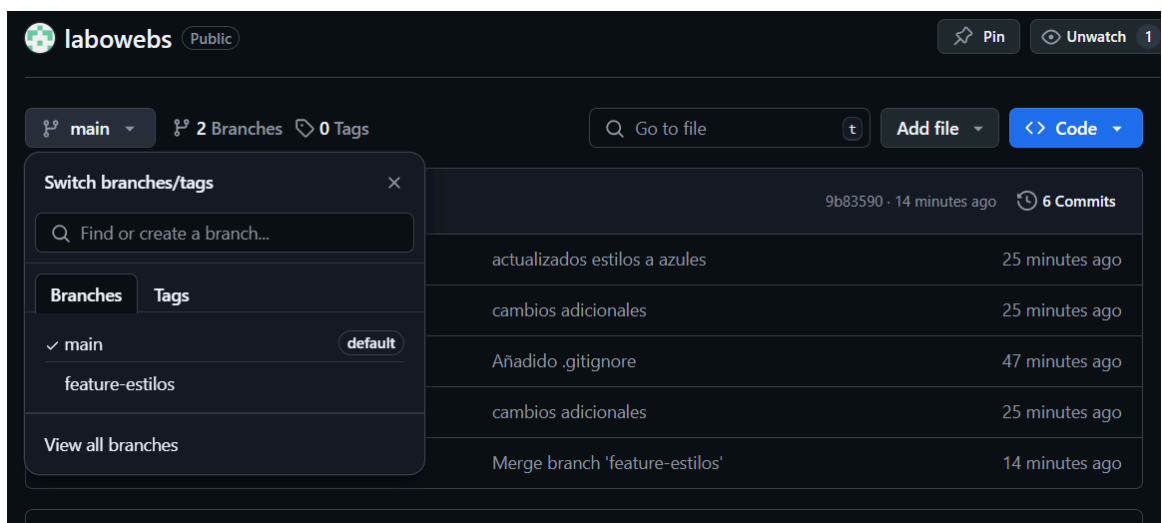 labowebs Public Pin Unwatch 1
main 2 Branches 0 Tags Go to file t Add file <> Code
Switch branches/tags
9b83590 · 14 minutes ago 6 Commits
Find or create a branch...
actualizados estilos a azules 25 minutes ago
Branches Tags
cambios adicionales 25 minutes ago
main default
Añadido .gitignore 47 minutes ago
feature-estilos
cambios adicionales 25 minutes ago
View all branches
Merge branch 'feature-estilos' 14 minutes ago